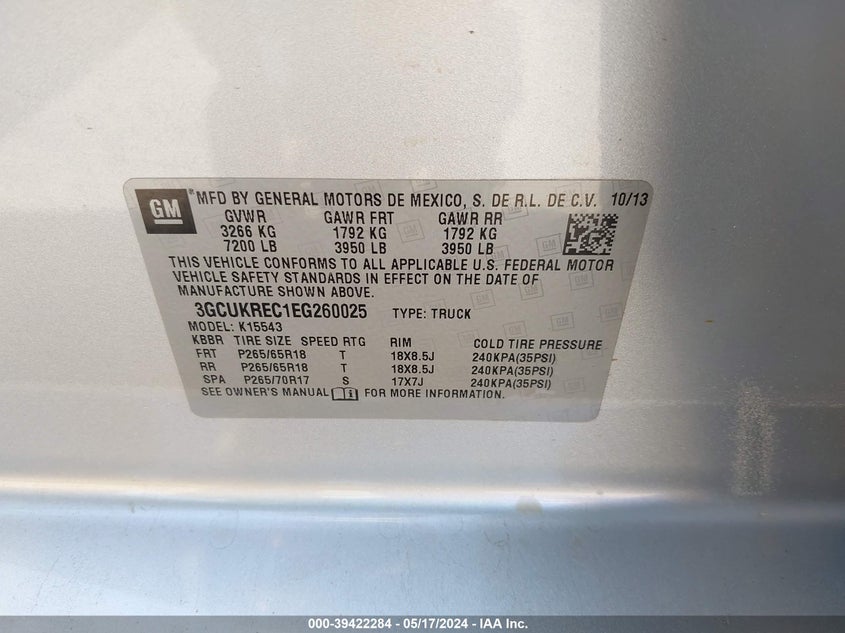 GM
® MFD BY GENERAL MOTORS DE MEXICO, S. DE R.L. DE C.V. 10/13
GVWR GAWR FRT GAWR RR
3266 KG 1792 KG 1792 KG
7200 LB 3950 LB 3950 LB
THIS VEHICLE CONFORMS TO ALL APPLICABLE U.S. FEDERAL MOTOR
VEHICLE SAFETY STANDARDS IN EFFECT ON THE DATE OF
MANUFACTURE SHOWN ABOVE.
3GCUKREC1EG260025 TYPE: TRUCK
MODEL: K15543
KBBR TIRE SIZE SPEED RTG RIM COLD TIRE PRESSURE
FRT P265/65R18 T 18X8.5J 240KPA(35PSI)
RR P265/65R18 T 18X8.5J 240KPA(35PSI)
SPA P265/70R17 S 17X7J 240KPA(35PSI)
SEE OWNER'S MANUAL FOR MORE INFORMATION.
000-39422284 - 05/17/2024 - IAA Inc.